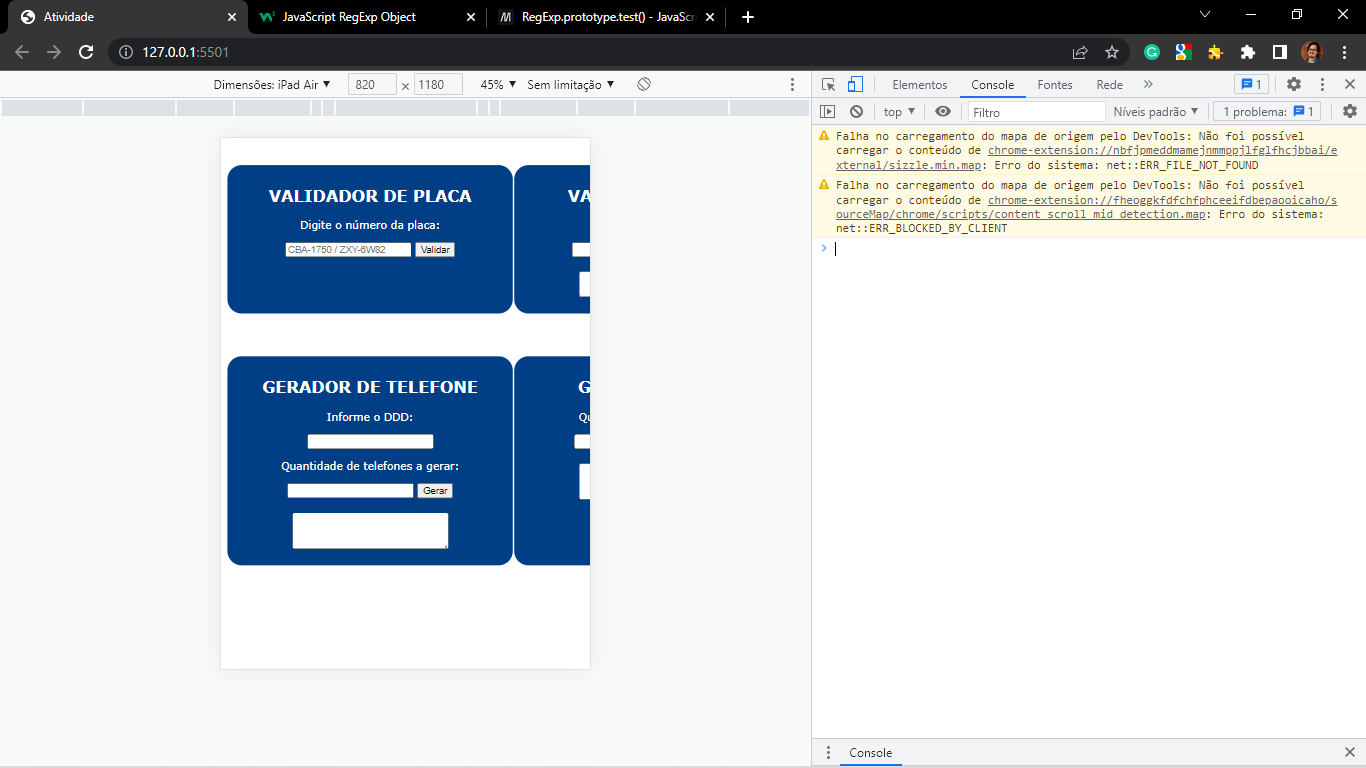 Atividade
JavaScript RegExp Object
RegExp.prototype.test() - JavaSc
127.0.0.1:5501
Dimensões: iPad Air ▼ 820 × 1180 45% ▼ Sem limitação ▼
Elementos Console Fontes Rede » 1
top ▼ Filtro Níveis padrão ▼ 1 problema: 1
Falha no carregamento do mapa de origem pelo DevTools: Não foi possível
carregar o conteúdo de chrome-extension://nbfjpmeddmamejnmmppjlfglfhcjbbai/e
xternal/sizzle.min.map: Erro do sistema: net::ERR_FILE_NOT_FOUND
Falha no carregamento do mapa de origem pelo DevTools: Não foi possível
carregar o conteúdo de chrome-extension://fheoggkfdfchfphceeifdbepaooicaho/s
ourceMap/chrome/scripts/content_scroll_mid_detection.map: Erro do sistema:
net::ERR_BLOCKED_BY_CLIENT
VALIDADOR DE PLACA
Digite o número da placa:
CBA-1750 / ZXY-6W82 Validar
VA
GERADOR DE TELEFONE
Informe o DDD:
Quantidade de telefones a gerar:
Gerar
G
Qu
Console